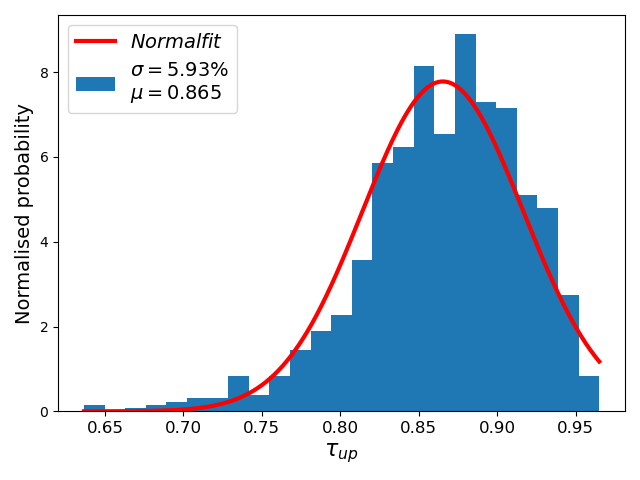 Normalfit
σ = 5.93%
μ = 0.865
Normalised probability
8
6
4
2
0
0.65 0.70 0.75 0.80 0.85 0.90 0.95
τup